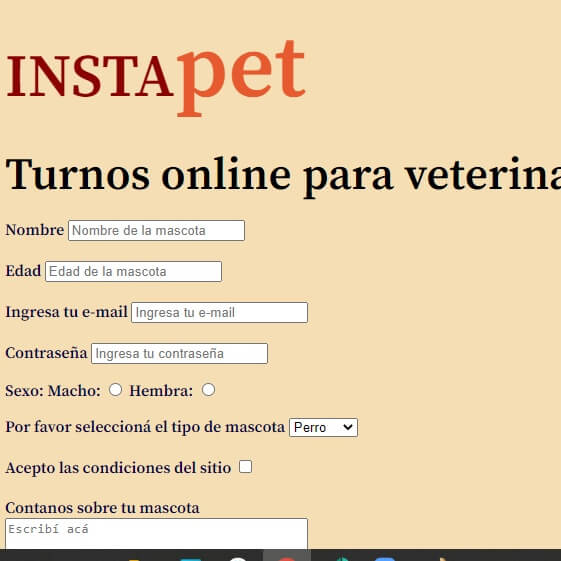 INSTApet
Turnos online para veterina
Nombre Nombre de la mascota
Edad Edad de la mascota
Ingresa tu e-mail Ingresa tu e-mail
Contraseña Ingresa tu contraseña
Sexo: Macho: Hembra:
Por favor seleccioná el tipo de mascota Perro
Acepto las condiciones del sitio
Contanos sobre tu mascota
Escribí acá